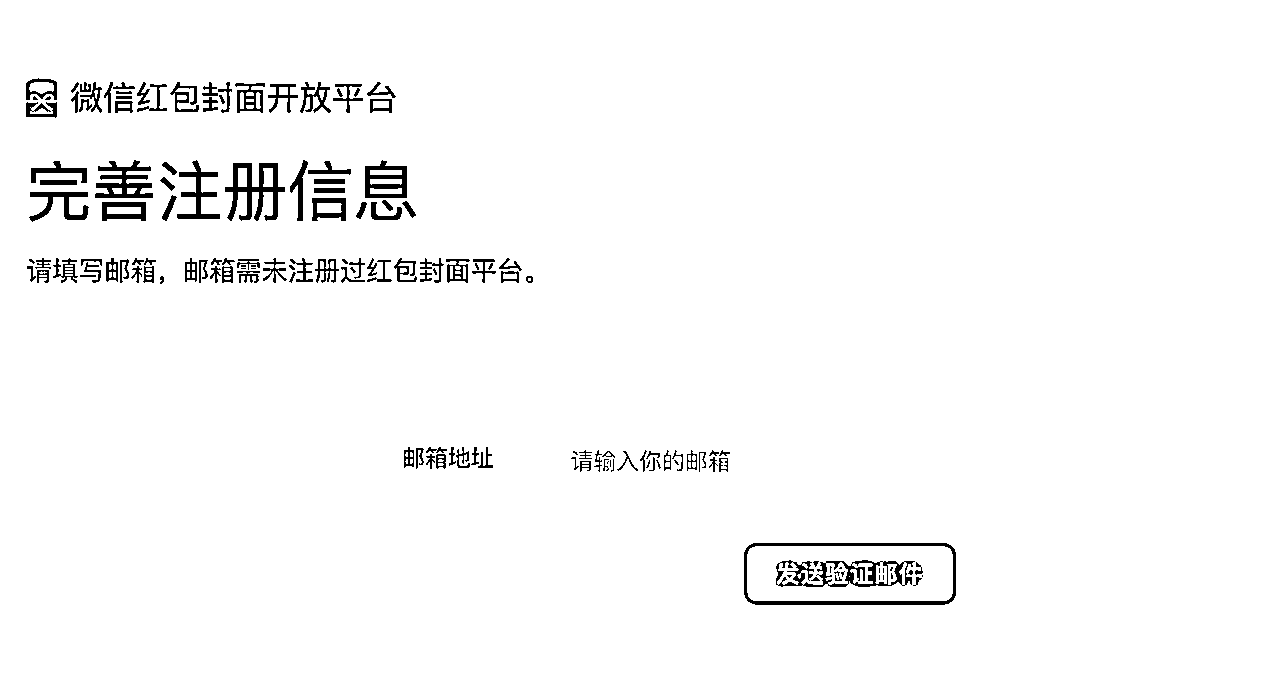 微信红包封面开放平台
完善注册信息
请填写邮箱，邮箱需未注册过红包封面平台。
邮箱地址
请输入你的邮箱
发送验证邮件